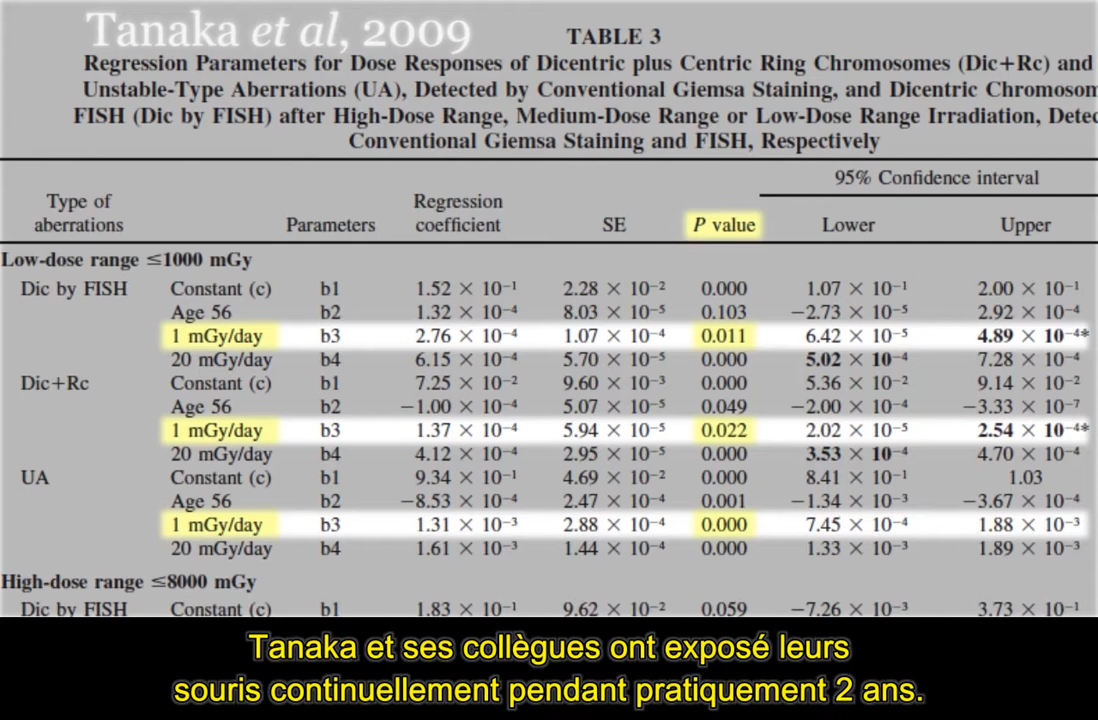 Tanaka et al, 2009
TABLE 3
Regression Parameters for Dose Responses of Dicentric plus Centric Ring Chromosomes (Dic+Rc) and
Unstable-Type Aberrations (UA), Detected by Conventional Giemsa Staining, and Dicentric Chromosom
FISH (Dic by FISH) after High-Dose Range, Medium-Dose Range or Low-Dose Range Irradiation, Detec
Conventional Giemsa Staining and FISH, Respectively
95% Confidence interval
Type of aberrations Parameters Regression coefficient SE P value Lower Upper
Low-dose range ≤1000 mGy
Dic by FISH Constant (c) b1 1.52 × 10⁻¹ 2.28 × 10⁻² 0.000 1.07 × 10⁻¹ 2.00 × 10⁻¹
Age 56 b2 1.32 × 10⁻⁴ 8.03 × 10⁻⁵ 0.103 −2.73 × 10⁻⁵ 2.92 × 10⁻⁴
1 mGy/day b3 2.76 × 10⁻⁴ 1.07 × 10⁻⁴ 0.011 6.42 × 10⁻⁵ 4.89 × 10⁻⁴*
20 mGy/day b4 6.15 × 10⁻⁴ 5.70 × 10⁻⁵ 0.000 5.02 × 10⁻⁴ 7.28 × 10⁻⁴
Dic+Rc Constant (c) b1 7.25 × 10⁻² 9.60 × 10⁻³ 0.000 5.36 × 10⁻² 9.14 × 10⁻²
Age 56 b2 −1.00 × 10⁻⁴ 5.07 × 10⁻⁵ 0.049 −2.00 × 10⁻⁴ −3.33 × 10⁻⁷
1 mGy/day b3 1.37 × 10⁻⁴ 5.94 × 10⁻⁵ 0.022 2.02 × 10⁻⁵ 2.54 × 10⁻⁴*
20 mGy/day b4 4.12 × 10⁻⁴ 2.95 × 10⁻⁵ 0.000 3.53 × 10⁻⁴ 4.70 × 10⁻⁴
UA Constant (c) b1 9.34 × 10⁻¹ 4.69 × 10⁻² 0.000 8.41 × 10⁻¹ 1.03
Age 56 b2 −8.53 × 10⁻⁴ 2.47 × 10⁻⁴ 0.001 −1.34 × 10⁻³ −3.67 × 10⁻⁴
1 mGy/day b3 1.31 × 10⁻³ 2.88 × 10⁻⁴ 0.000 7.45 × 10⁻⁴ 1.88 × 10⁻³
20 mGy/day b4 1.61 × 10⁻³ 1.44 × 10⁻⁴ 0.000 1.33 × 10⁻³ 1.89 × 10⁻³
High-dose range ≤8000 mGy
Dic by FISH Constant (c) b1 1.83 × 10⁻¹ 9.62 × 10⁻² 0.059 −7.26 × 10⁻³ 3.73 × 10⁻¹
Tanaka et ses collègues ont exposé leurs
souris continuellement pendant pratiquement 2 ans.